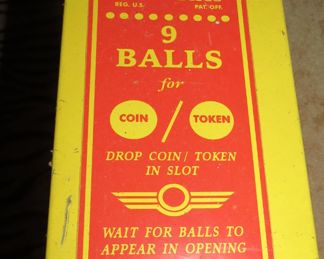 REG. U.S. PAT. OFF.
9
BALLS
for
COIN / TOKEN
DROP COIN / TOKEN
IN SLOT
WAIT FOR BALLS TO
APPEAR IN OPENING